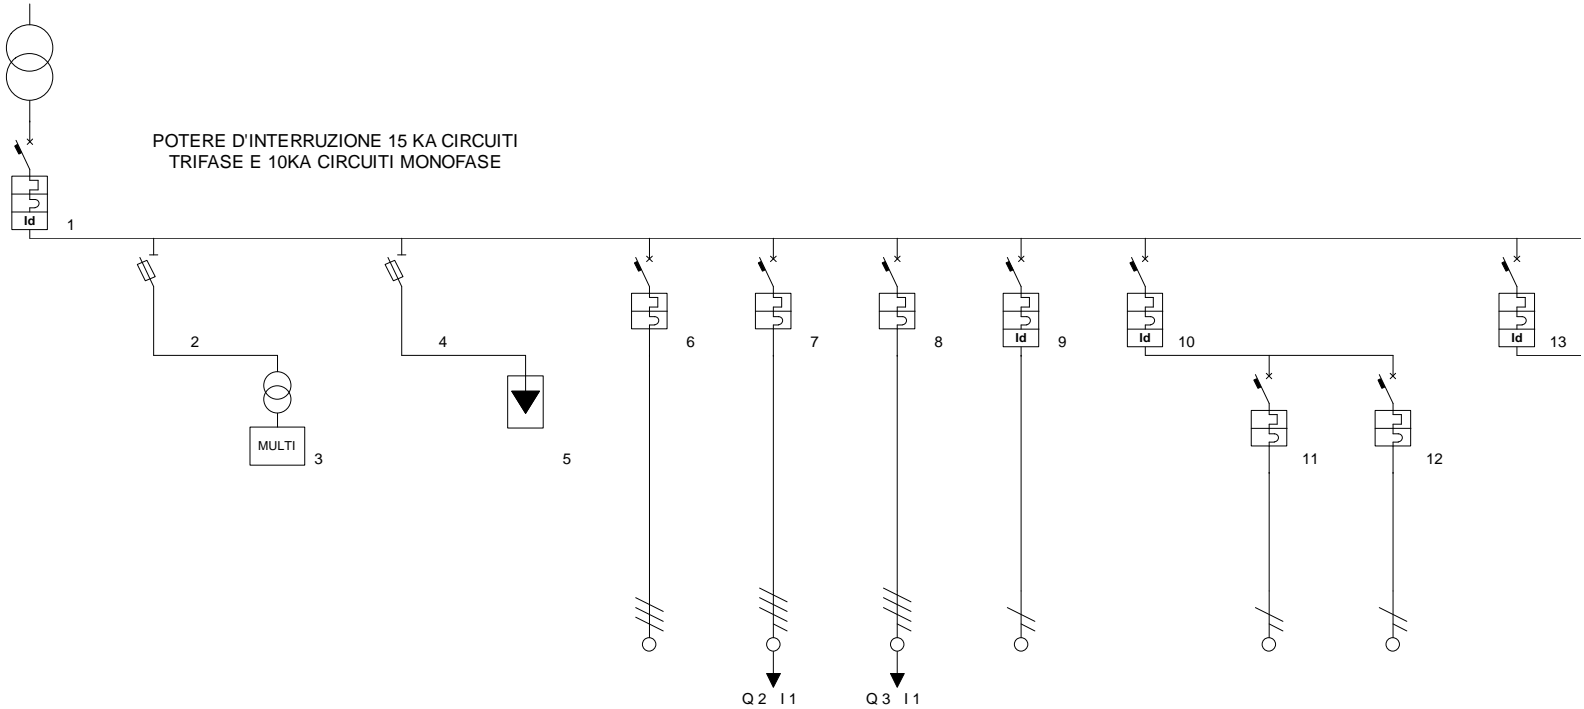 POTERE D'INTERRUZIONE 15 KA CIRCUITI
TRIFASE E 10KA CIRCUITI MONOFASE
Id
1
2
4
6
7
8
Id
9
Id
10
Id
13
MULTI
3
5
11
12
Q 2 I 1
Q 3 I 1